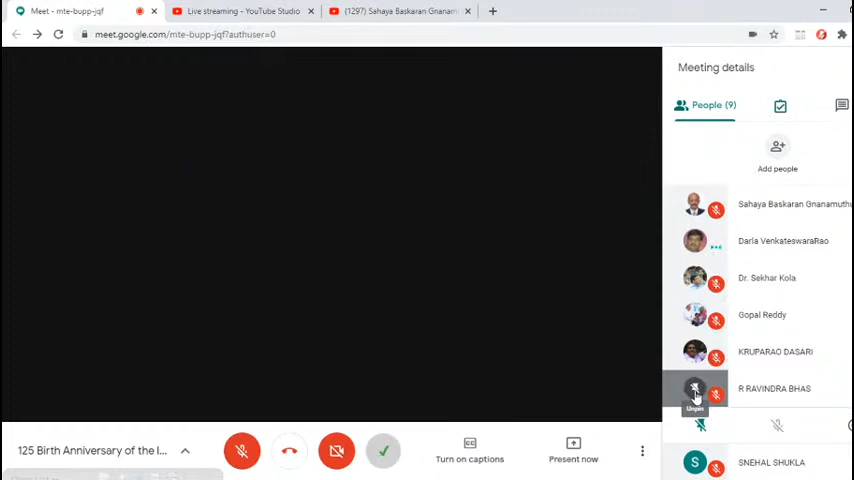 Meet - mte-bupp-jqf
Live streaming - YouTube Studio
(1297) Sahaya Baskaran Gnanam
meet.google.com/mte-bupp-jqf?authuser=0
Meeting details
People (9)
Add people
Sahaya Baskaran Gnanamuthu
Darla VenkateswaraRao
Dr. Sekhar Kola
Gopal Reddy
KRUPARAO DASARI
R RAVINDRA BHAS
Unpin
125 Birth Anniversary of the I...
Turn on captions
Present now
S
SNEHAL SHUKLA